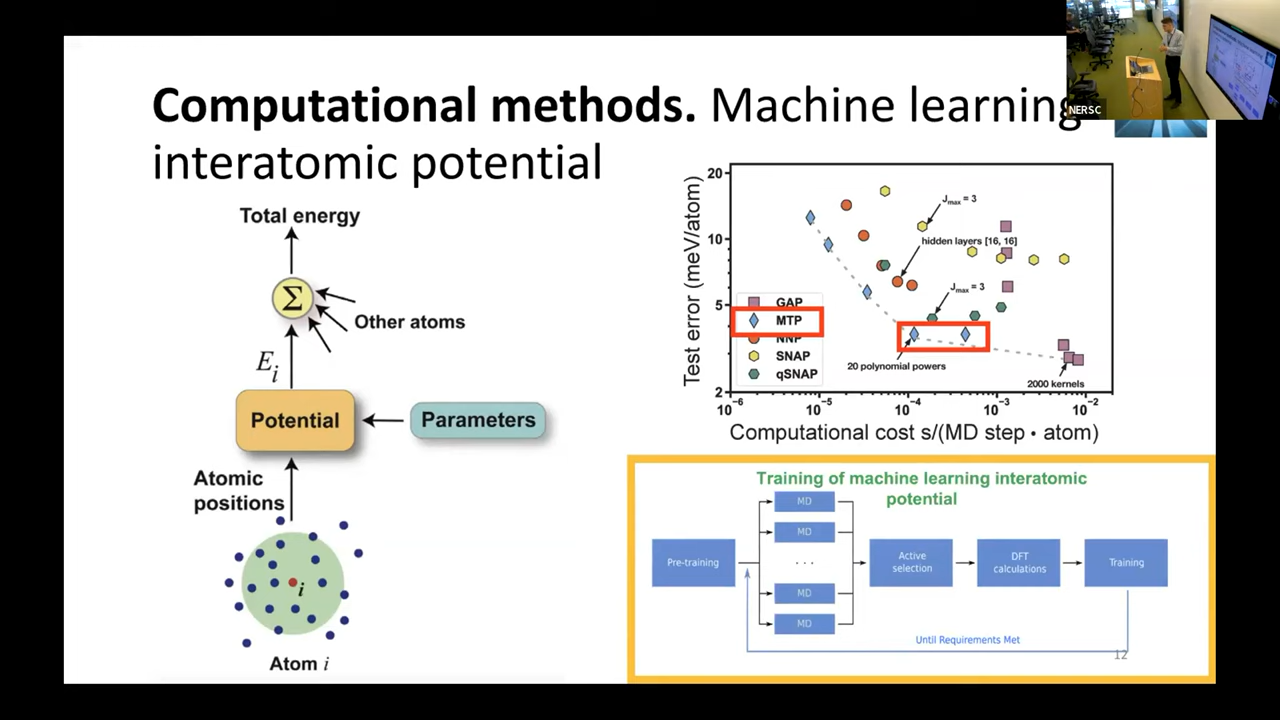 NERSC
Computational methods. Machine learning
interatomic potential
Total energy
Σ
Other atoms
E i
Potential
Parameters
Atomic
positions
i
Atom i
Test error (meV/atom)
20
10
5
2
J max = 3
hidden layers [16, 16]
J max = 3
GAP
MTP
NNP
SNAP
qSNAP
20 polynomial powers
2000 kernels
10⁻⁶ 10⁻⁵ 10⁻⁴ 10⁻³ 10⁻²
Computational cost s/(MD step · atom)
Training of machine learning interatomic
potential
MD
MD
. . .
MD
MD
Pre-training
Active
selection
DFT
calculations
Training
Until Requirements Met
12